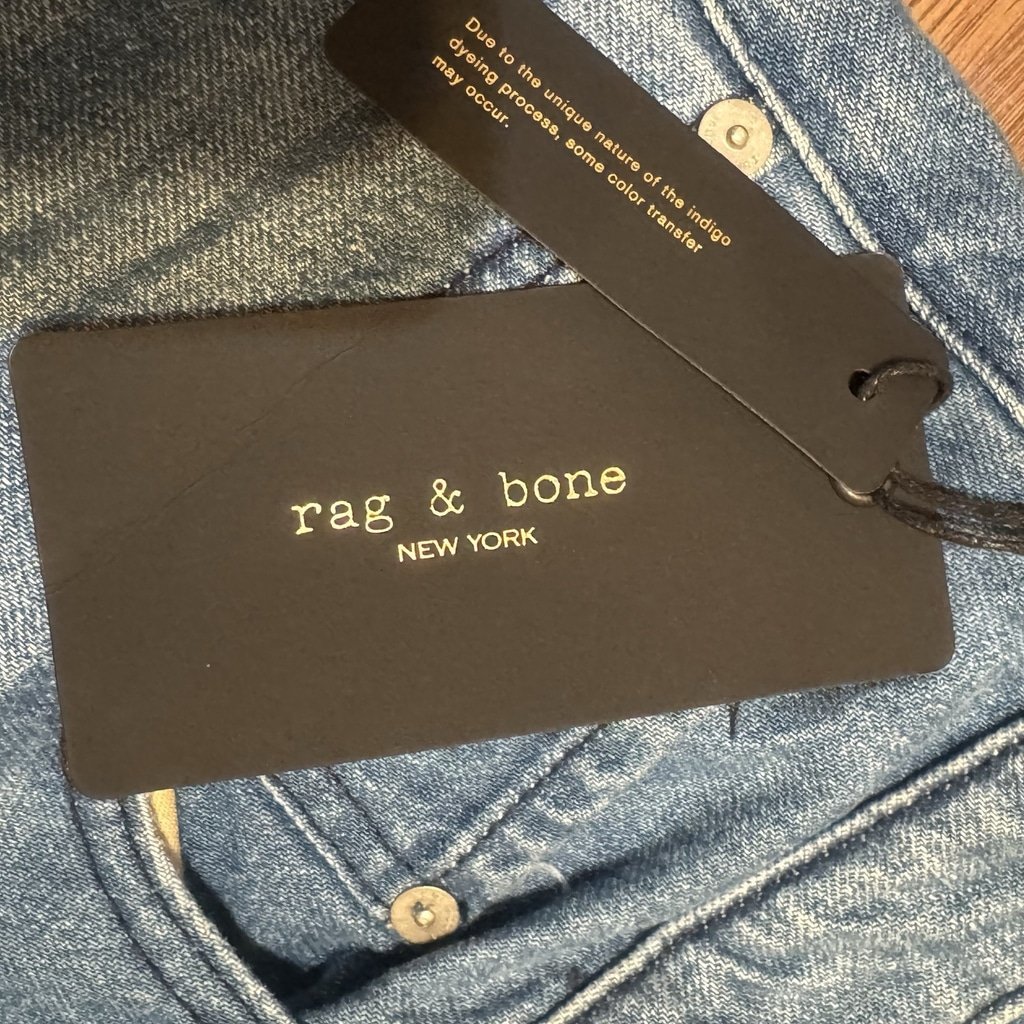 Due to the unique nature of the indigo
dyeing process, some color transfer
may occur.
rag & bone
NEW YORK